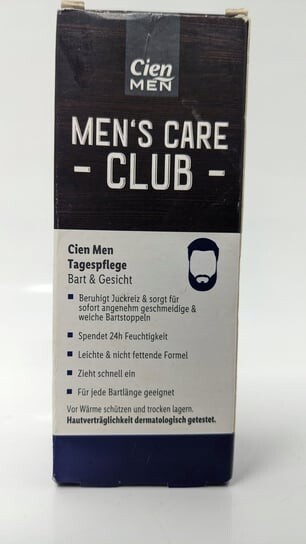 Cien
MEN
MEN'S CARE
- CLUB -
Cien Men
Tagespflege
Bart & Gesicht
Beruhigt Juckreiz & sorgt für
sofort angenehm geschmeidige &
weiche Bartstoppeln
Spendet 24h Feuchtigkeit
Leichte & nicht fettende Formel
Zieht schnell ein
Für jede Bartlänge geeignet
Vor Wärme schützen und trocken lagern.
Hautverträglichkeit dermatologisch getestet.